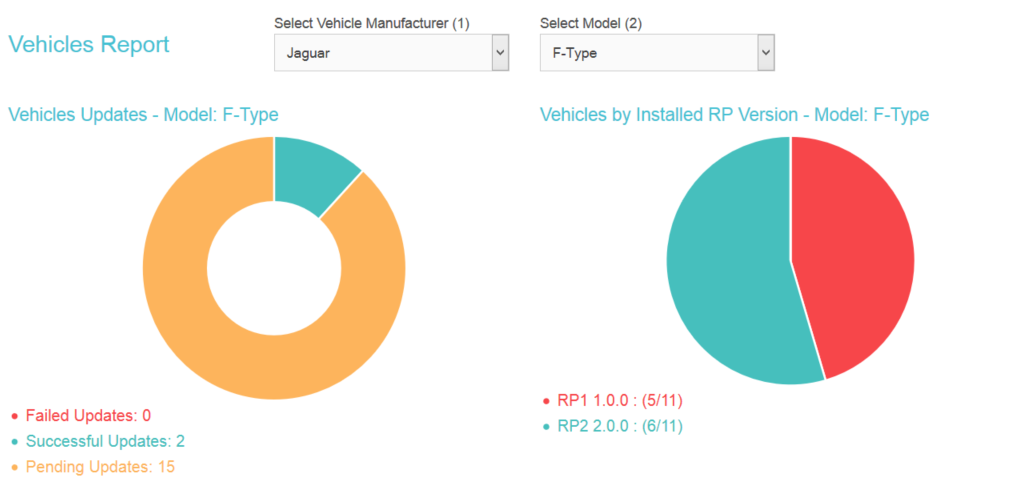 Vehicles Report
Select Vehicle Manufacturer (1)
Jaguar
Select Model (2)
F-Type
Vehicles Updates - Model: F-Type
Failed Updates: 0
Successful Updates: 2
Pending Updates: 15
Vehicles by Installed RP Version - Model: F-Type
RP1 1.0.0 : (5/11)
RP2 2.0.0 : (6/11)